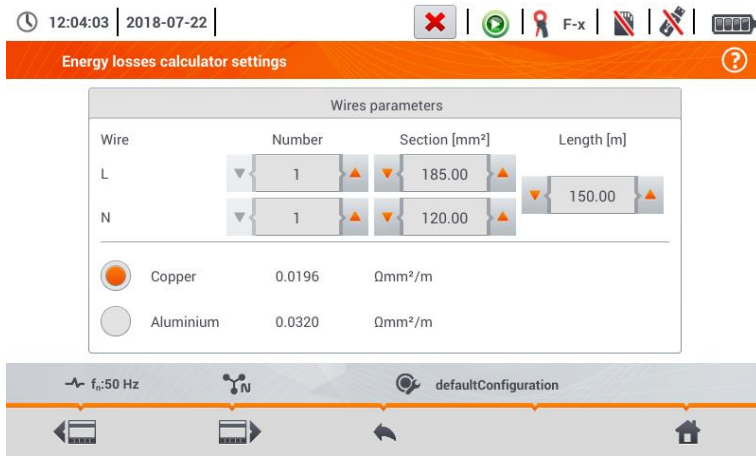 12:04:03 2018-07-22 F-x
Energy losses calculator settings ?
Wires parameters
Wire Number Section [mm²] Length [m]
L 1 185.00
150.00
N 1 120.00
Copper 0.0196 Ωmm²/m
Aluminium 0.0320 Ωmm²/m
fₙ:50 Hz N defaultConfiguration